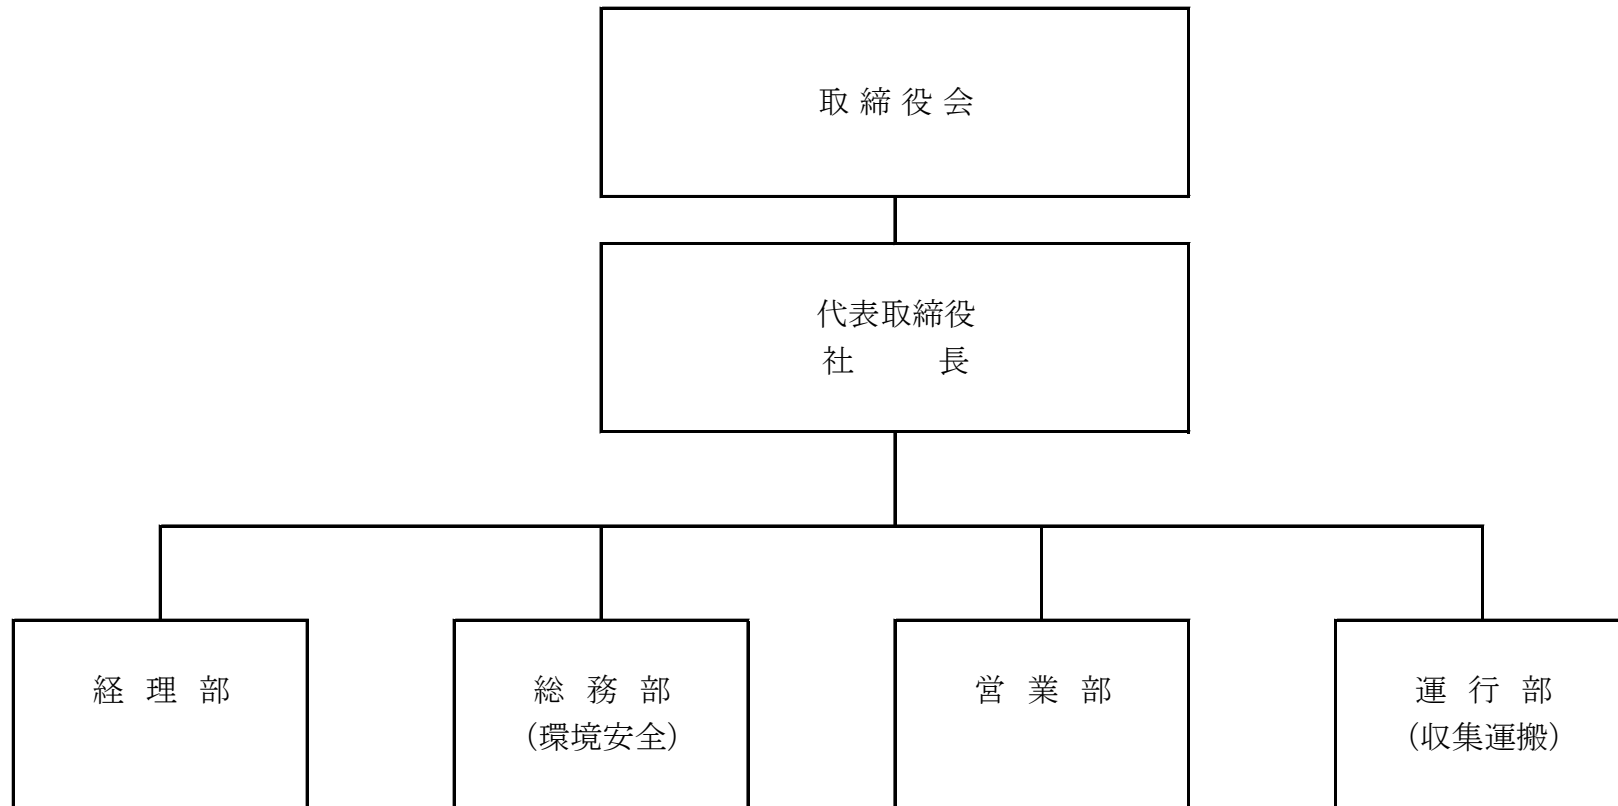 取締役会
代表取締役
社　　長
経 理 部
総 務 部
(環境安全)
営 業 部
運 行 部
(収集運搬)